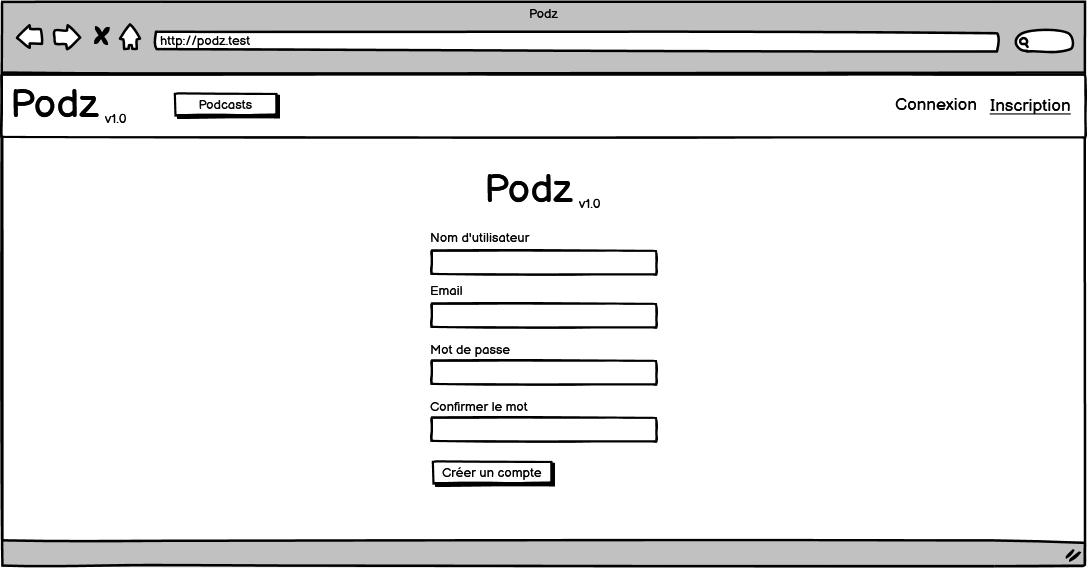 Podz
http://podz.test
Podz v1.0
Podcasts
Connexion
Inscription
Podz v1.0
Nom d'utilisateur
Email
Mot de passe
Confirmer le mot
Créer un compte